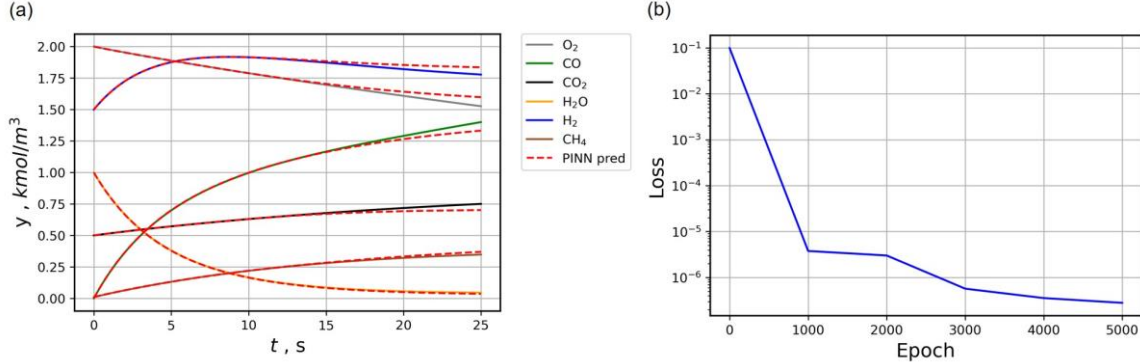 (a)
2.00
1.75
1.50
1.25
1.00
0.75
0.50
0.25
0.00
y , kmol/m³
0
5
10
15
20
25
t , s
O₂
CO
CO₂
H₂O
H₂
CH₄
PINN pred
(b)
10⁻¹
10⁻²
10⁻³
10⁻⁴
10⁻⁵
10⁻⁶
Loss
0
1000
2000
3000
4000
5000
Epoch